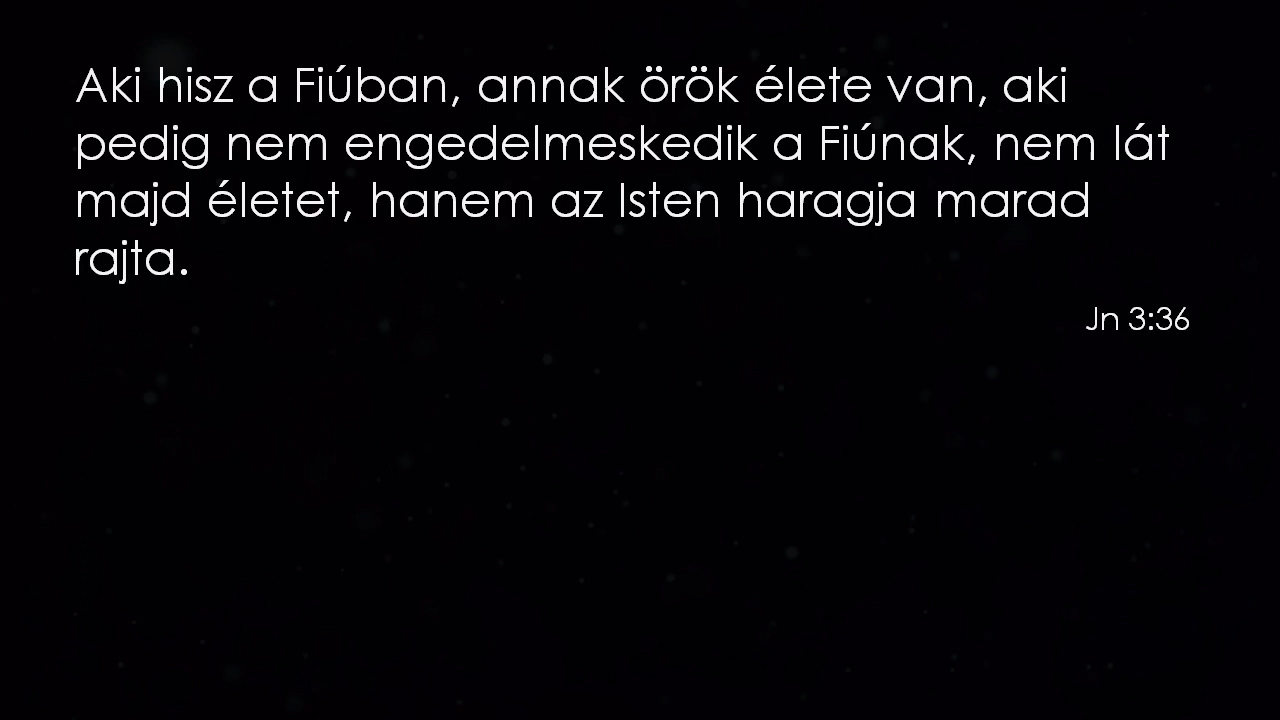 Aki hisz a Fiúban, annak örök élete van, aki
pedig nem engedelmeskedik a Fiúnak, nem lát
majd életet, hanem az Isten haragja marad
rajta.
Jn 3:36